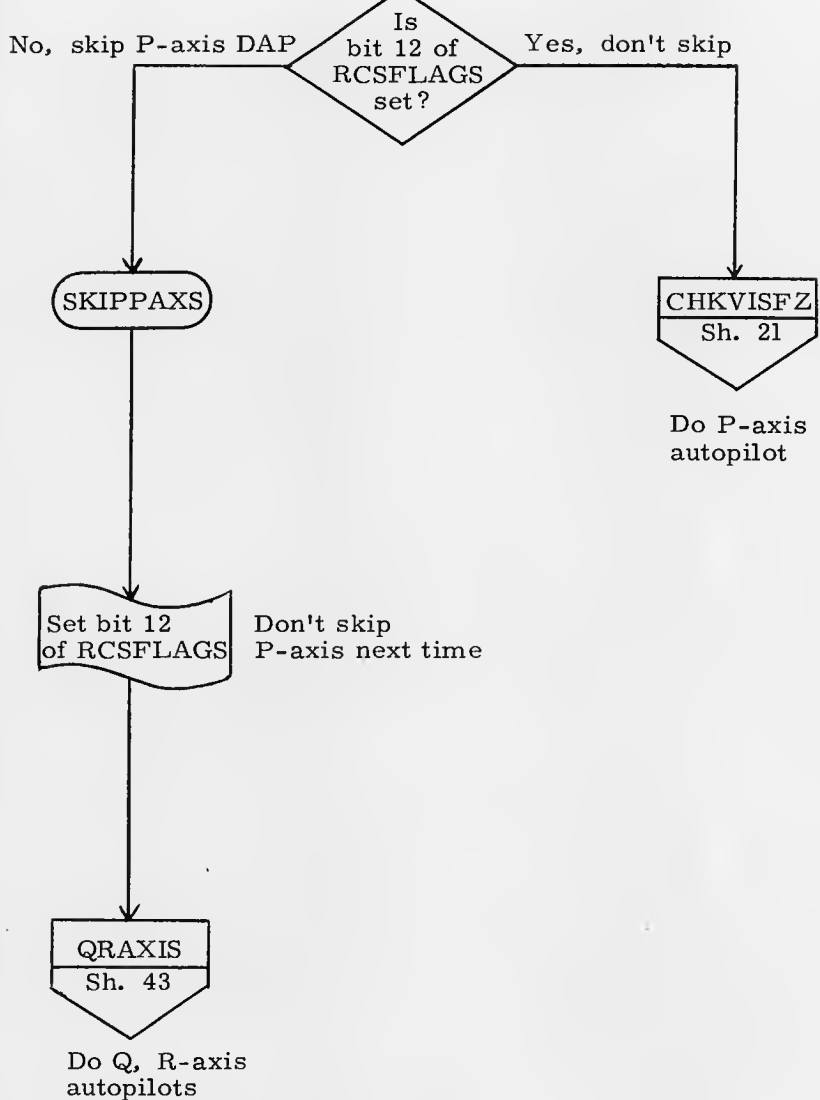 Is
bit 12 of
RCSFLAGS
set?
No, skip P-axis DAP
Yes, don't skip
SKIPPAXS
CHKVISFZ
Sh. 21
Do P-axis
autopilot
Set bit 12
of RCSFLAGS
Don't skip
P-axis next time
QRAXIS
Sh. 43
Do Q, R-axis
autopilots